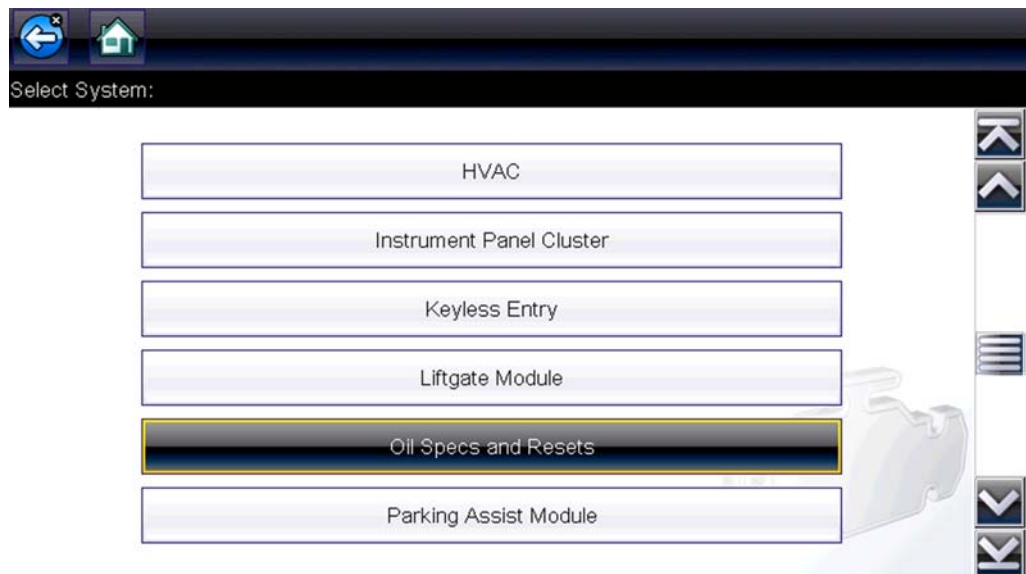 Select System:
HVAC
Instrument Panel Cluster
Keyless Entry
Liftgate Module
Oil Specs and Resets
Parking Assist Module